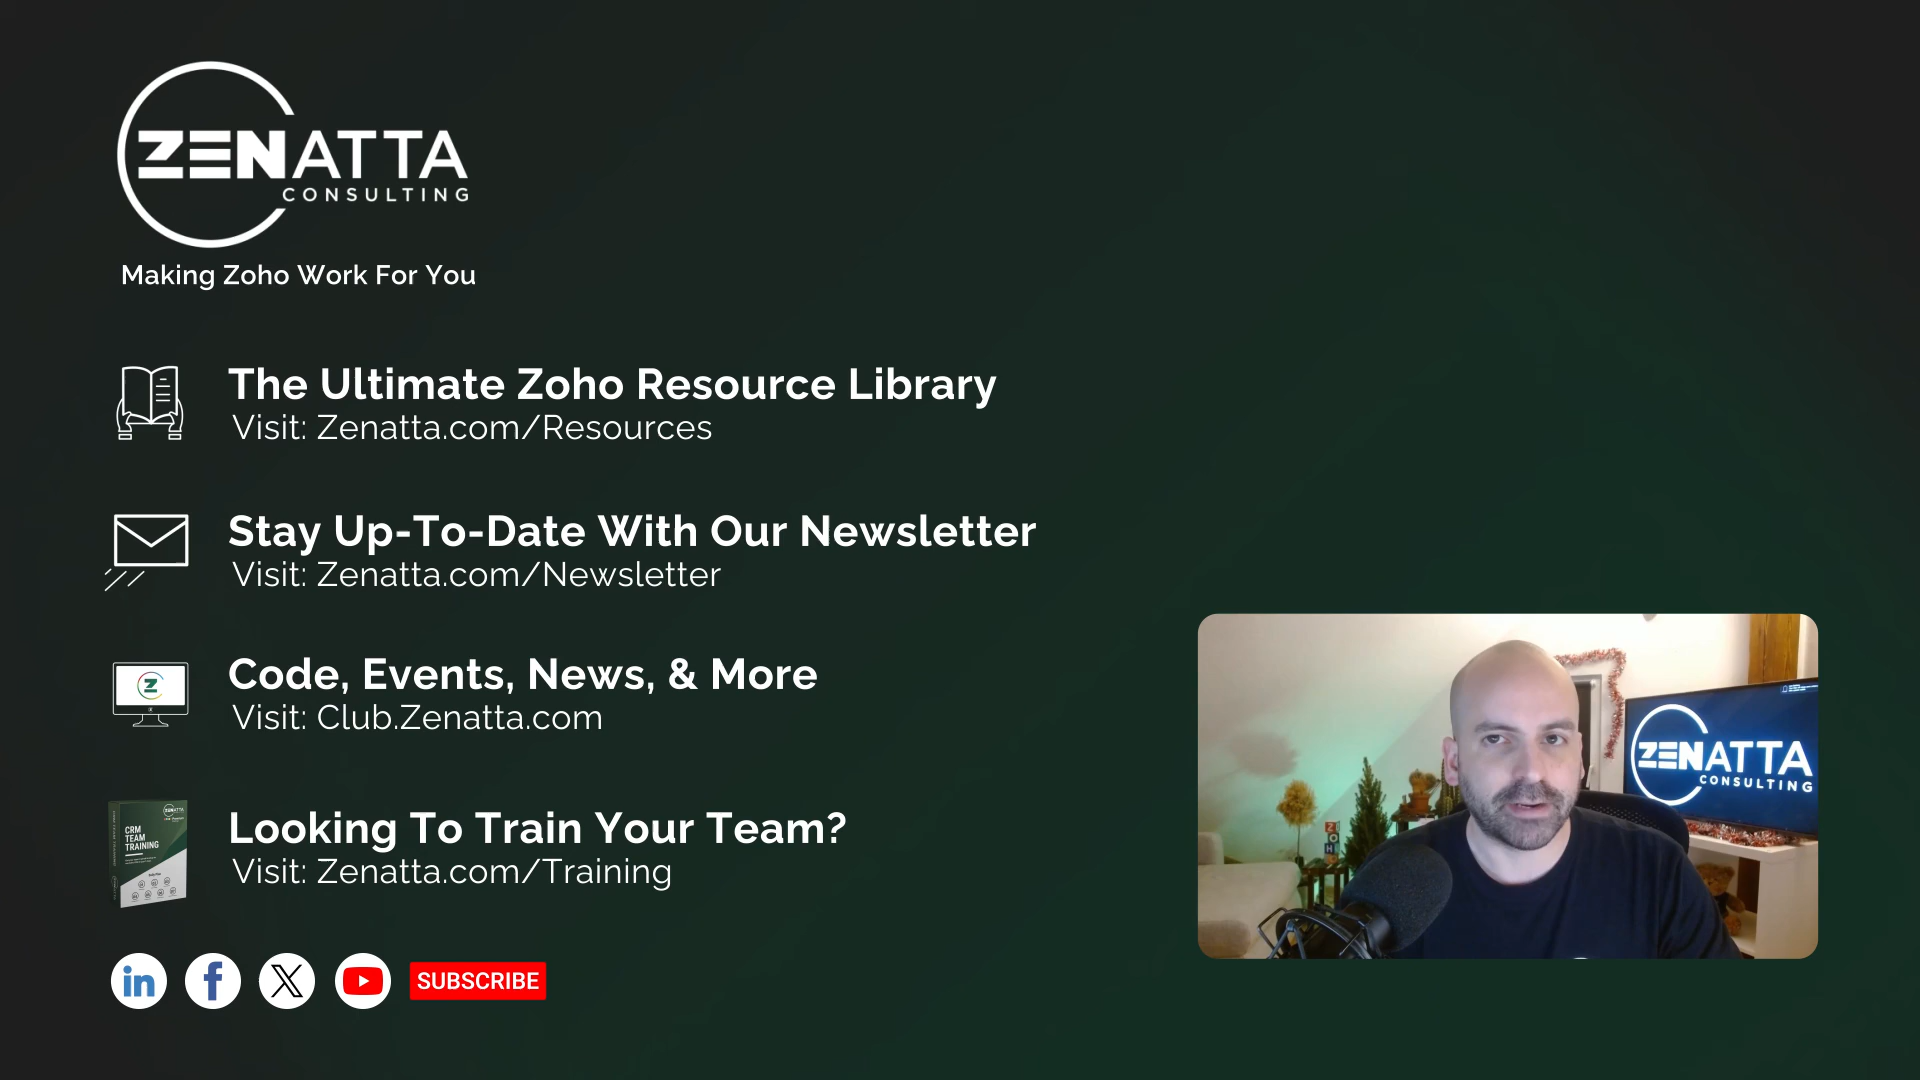 ZENATTA
CONSULTING
Making Zoho Work For You
The Ultimate Zoho Resource Library
Visit: Zenatta.com/Resources
Stay Up-To-Date With Our Newsletter
Visit: Zenatta.com/Newsletter
Code, Events, News, & More
Visit: Club.Zenatta.com
Looking To Train Your Team?
Visit: Zenatta.com/Training
ZENATTA
CRM
TEAM
TRAINING
in
f
X
SUBSCRIBE
ZENATTA
CONSULTING